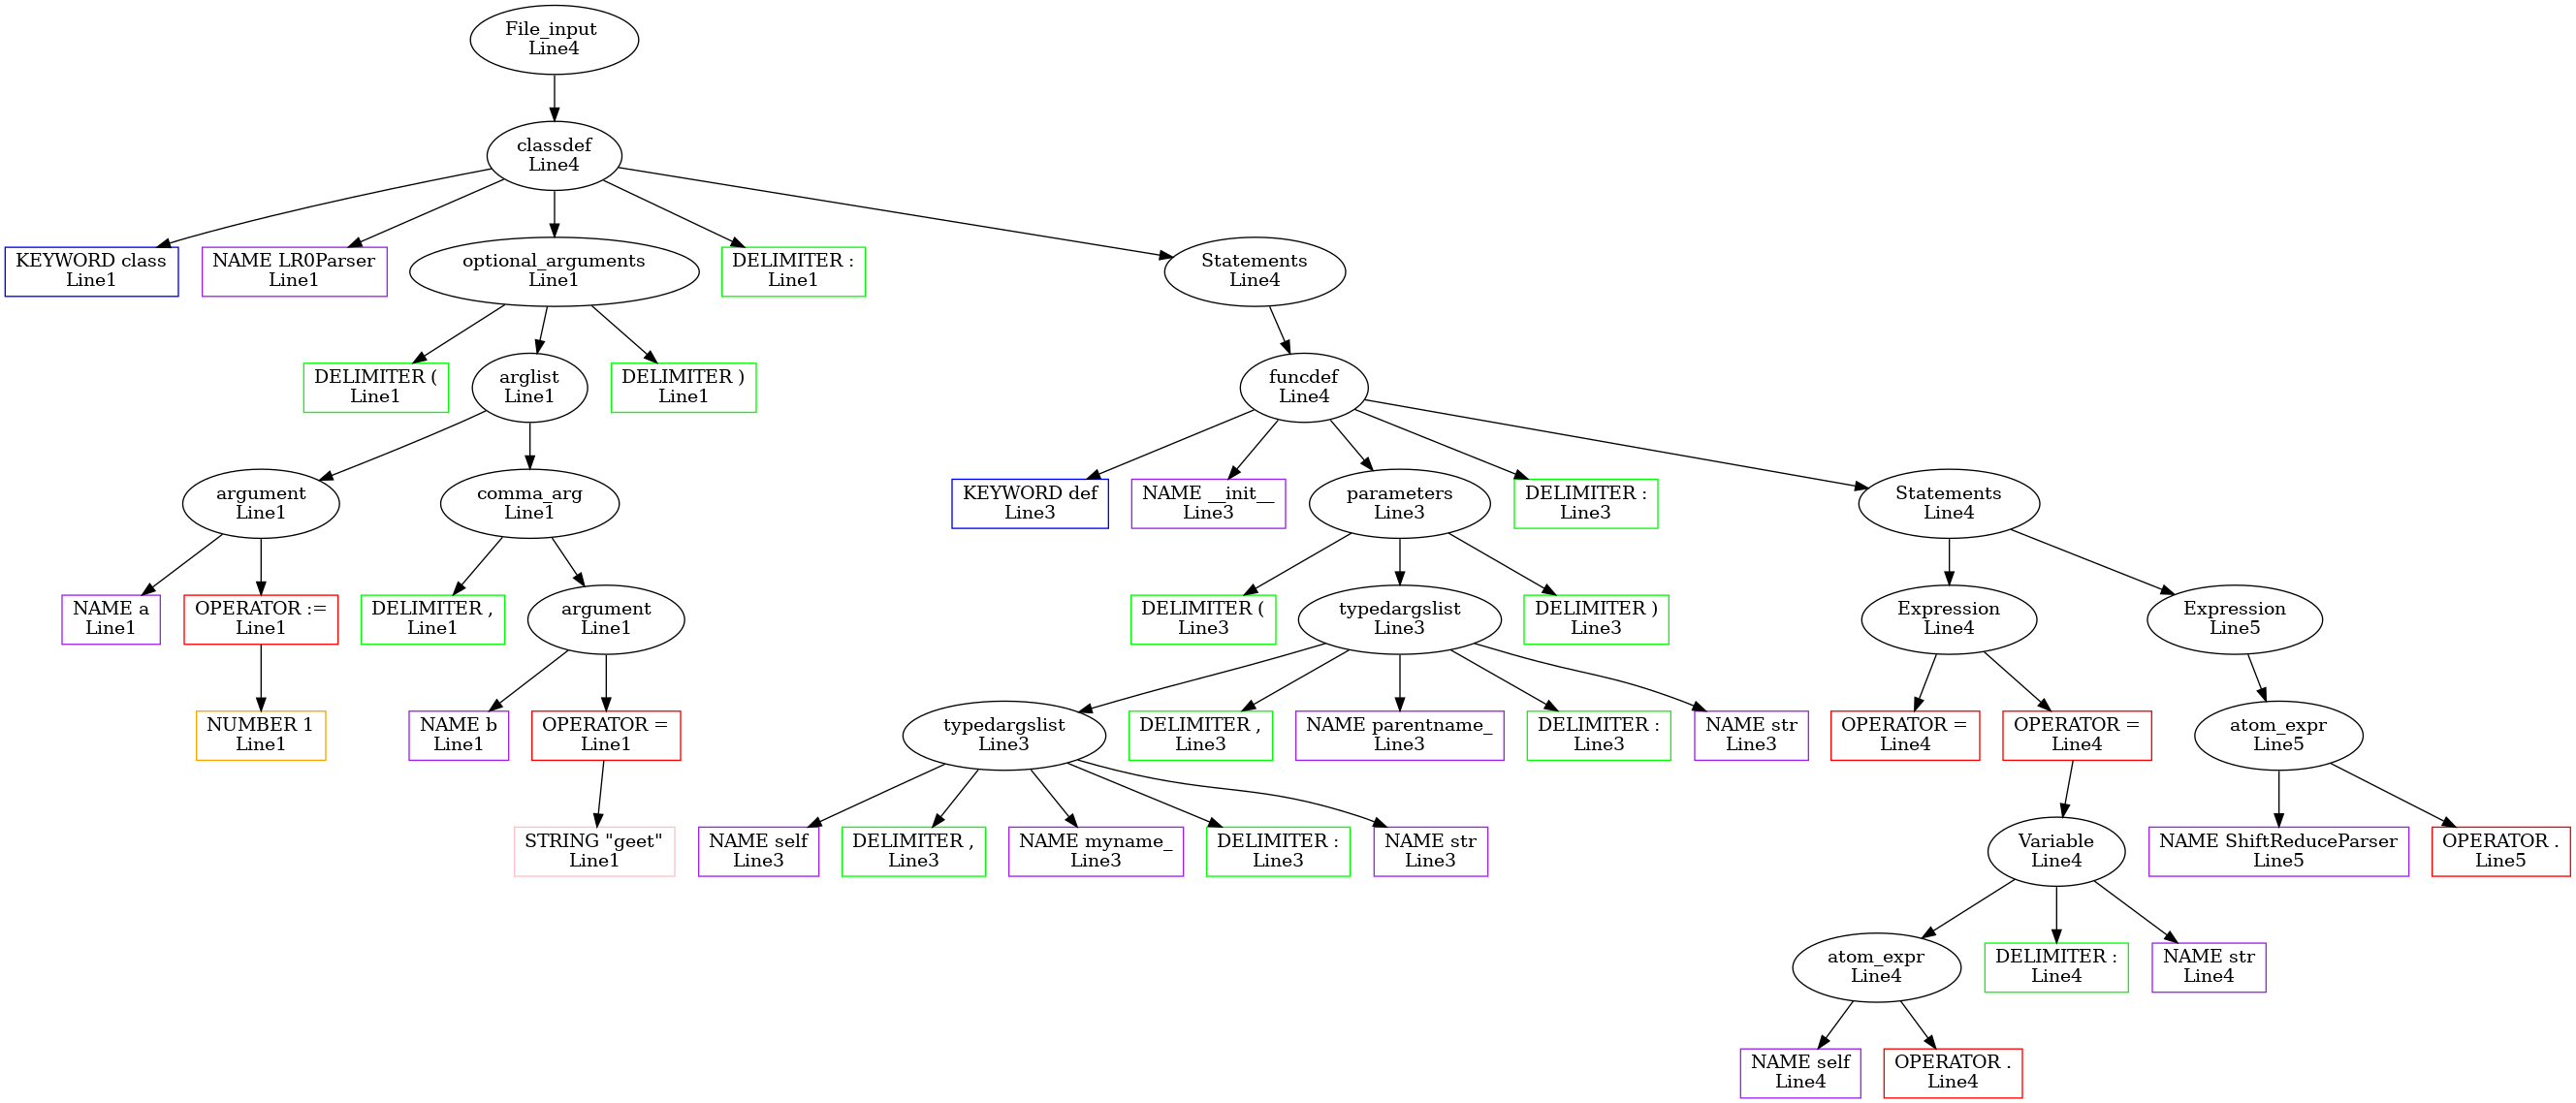 File_input
Line4
classdef
Line4
KEYWORD class
Line1
NAME LR0Parser
Line1
optional_arguments
Line1
DELIMITER :
Line1
Statements
Line4
DELIMITER (
Line1
arglist
Line1
DELIMITER )
Line1
funcdef
Line4
argument
Line1
comma_arg
Line1
KEYWORD def
Line3
NAME __init__
Line3
parameters
Line3
DELIMITER :
Line3
Statements
Line4
NAME a
Line1
OPERATOR :=
Line1
DELIMITER ,
Line1
argument
Line1
DELIMITER (
Line3
typedargslist
Line3
DELIMITER )
Line3
Expression
Line4
Expression
Line5
NUMBER 1
Line1
NAME b
Line1
OPERATOR =
Line1
typedargslist
Line3
DELIMITER ,
Line3
NAME parentname_
Line3
DELIMITER :
Line3
NAME str
Line3
OPERATOR =
Line4
OPERATOR =
Line4
atom_expr
Line5
STRING "geet"
Line1
NAME self
Line3
DELIMITER ,
Line3
NAME myname_
Line3
DELIMITER :
Line3
NAME str
Line3
Variable
Line4
NAME ShiftReduceParser
Line5
OPERATOR .
Line5
atom_expr
Line4
DELIMITER :
Line4
NAME str
Line4
NAME self
Line4
OPERATOR .
Line4